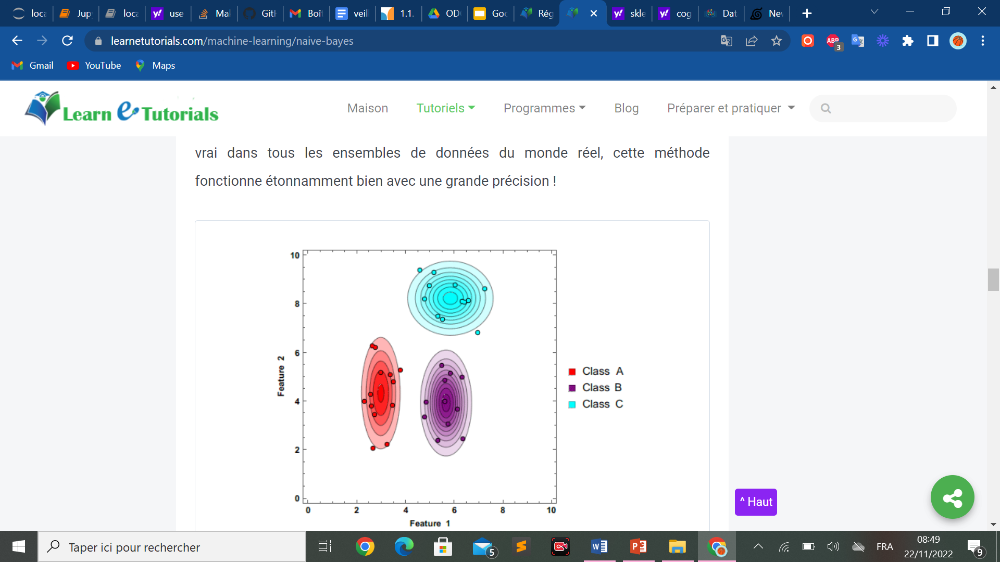 loca
Jup
loca
use
Mal
Gitl
Boît
veill
1.1.
OD
Goc
Rég
skle
cog
Dat
Nev
learnetutorials.com/machine-learning/naive-bayes
ABP
3
Gmail
YouTube
Maps
Learn e Tutorials
Maison
Tutoriels
Programmes
Blog
Préparer et pratiquer
vrai dans tous les ensembles de données du monde réel, cette méthode
fonctionne étonnamment bien avec une grande précision !
10
8
6
4
2
0
Feature 2
0 2 4 6 8 10
Feature 1
Class A
Class B
Class C
^ Haut
Taper ici pour rechercher
5
FRA
08:49
22/11/2022
9